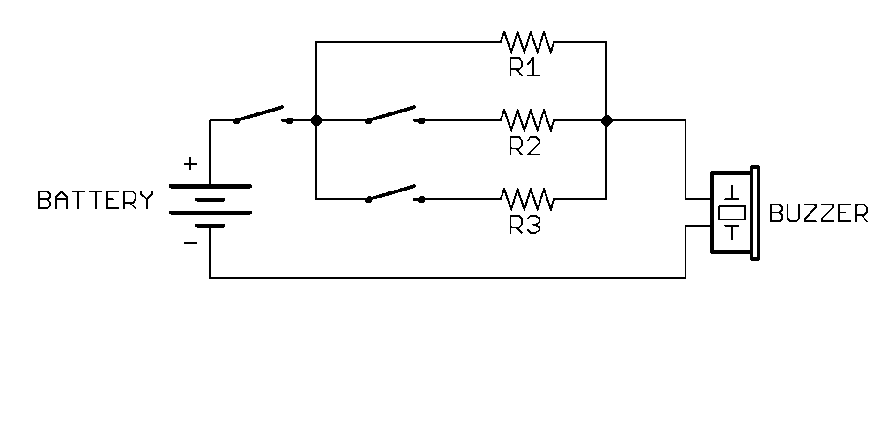 R1
R2
+
BATTERY
BUZZER
R3
−